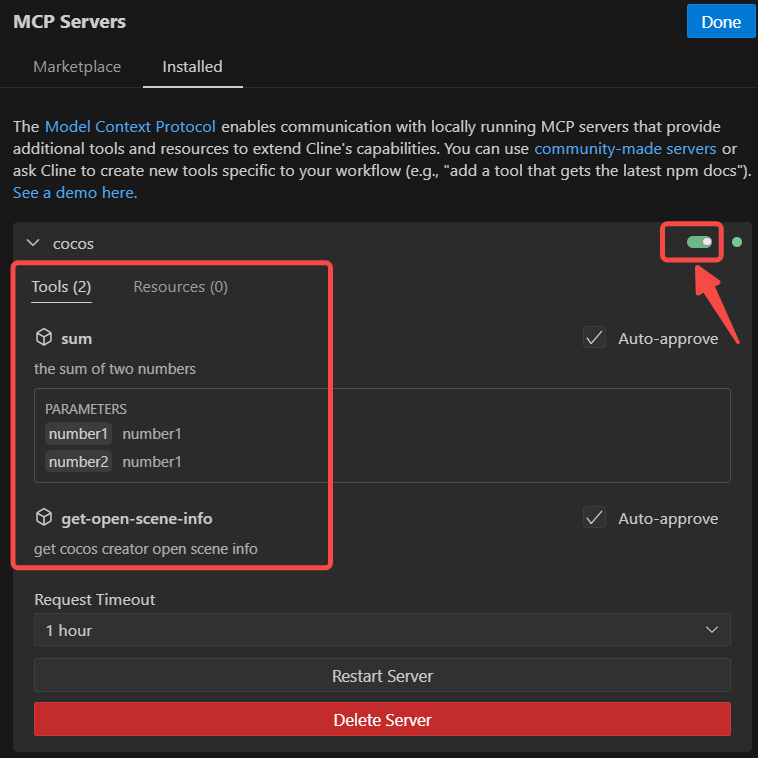 MCP Servers
Done
Marketplace
Installed
The Model Context Protocol enables communication with locally running MCP servers that provide
additional tools and resources to extend Cline's capabilities. You can use community-made servers or
ask Cline to create new tools specific to your workflow (e.g., "add a tool that gets the latest npm docs").
See a demo here.
cocos
Tools (2)
Resources (0)
sum
Auto-approve
the sum of two numbers
PARAMETERS
number1 number1
number2 number1
get-open-scene-info
Auto-approve
get cocos creator open scene info
Request Timeout
1 hour
Restart Server
Delete Server